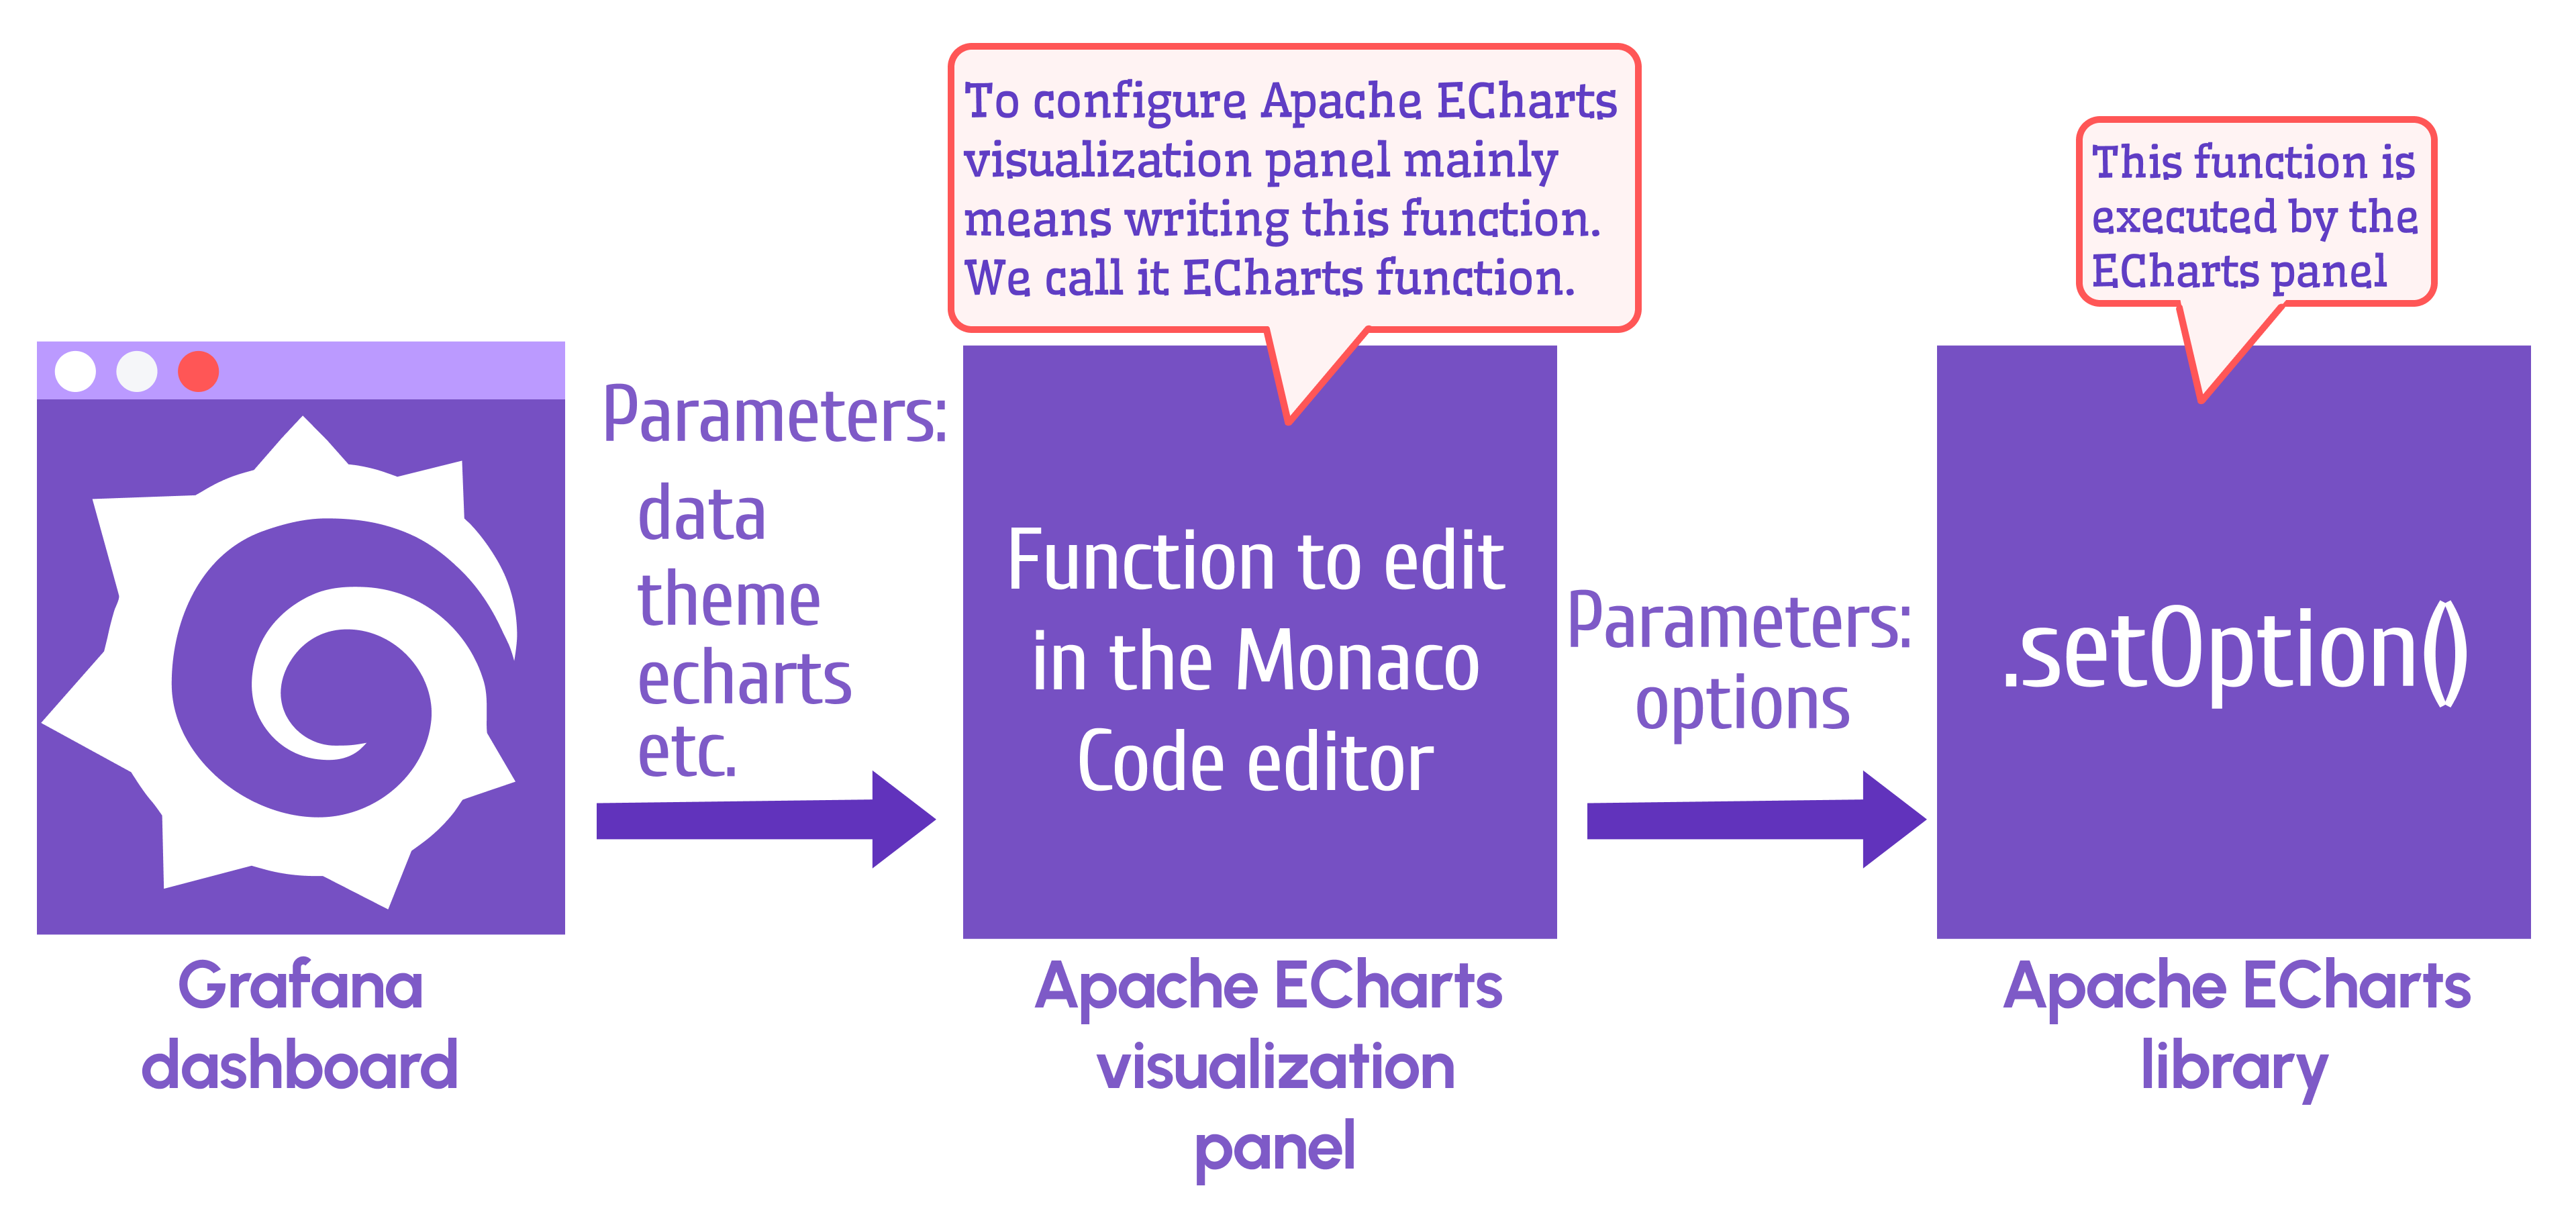 To configure Apache ECharts
visualization panel mainly
means writing this function.
We call it ECharts function.
This function is
executed by the
ECharts panel
Parameters:
data
theme
echarts
etc.
Function to edit
in the Monaco
Code editor
Parameters:
options
.setOption()
Grafana
dashboard
Apache ECharts
visualization
panel
Apache ECharts
library